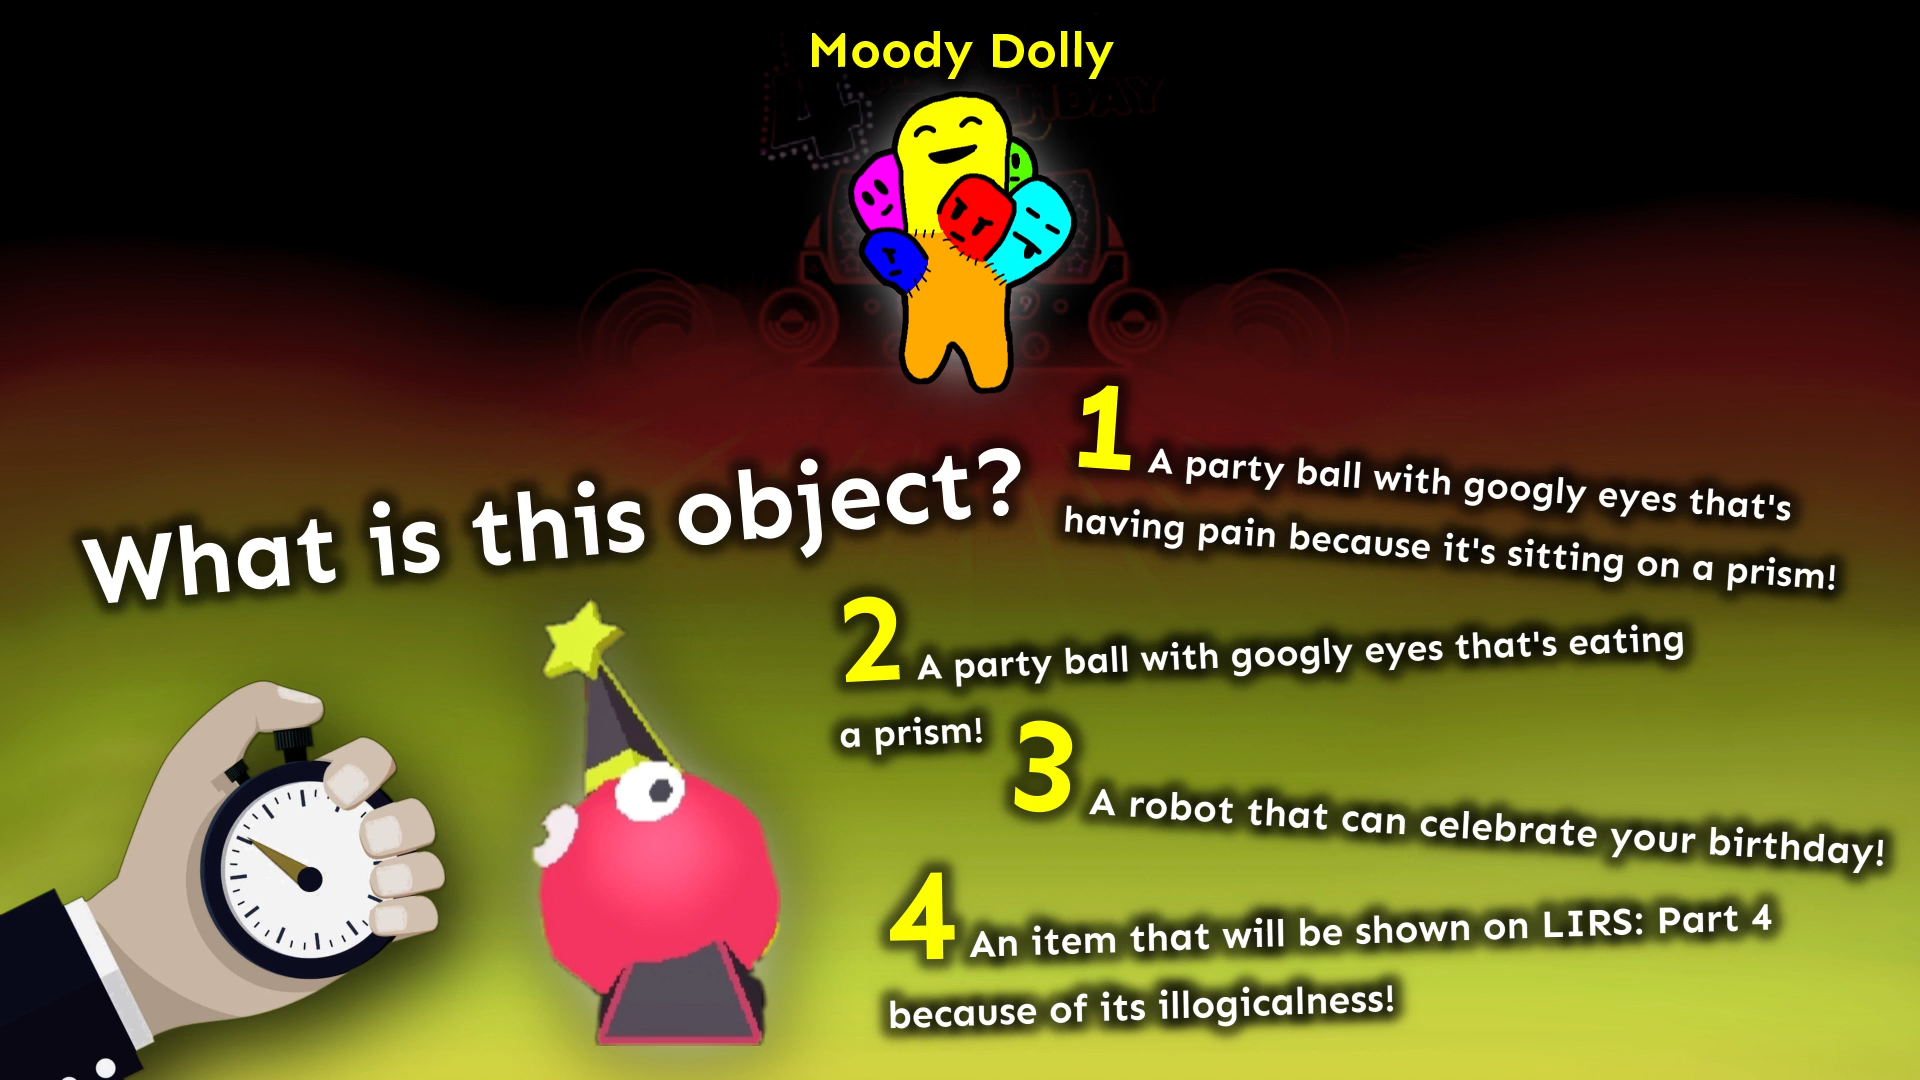 Moody Dolly
What is this object?
1 A party ball with googly eyes that's
having pain because it's sitting on a prism!
2 A party ball with googly eyes that's eating
a prism!
3 A robot that can celebrate your birthday!
4 An item that will be shown on LIRS: Part 4
because of its illogicalness!